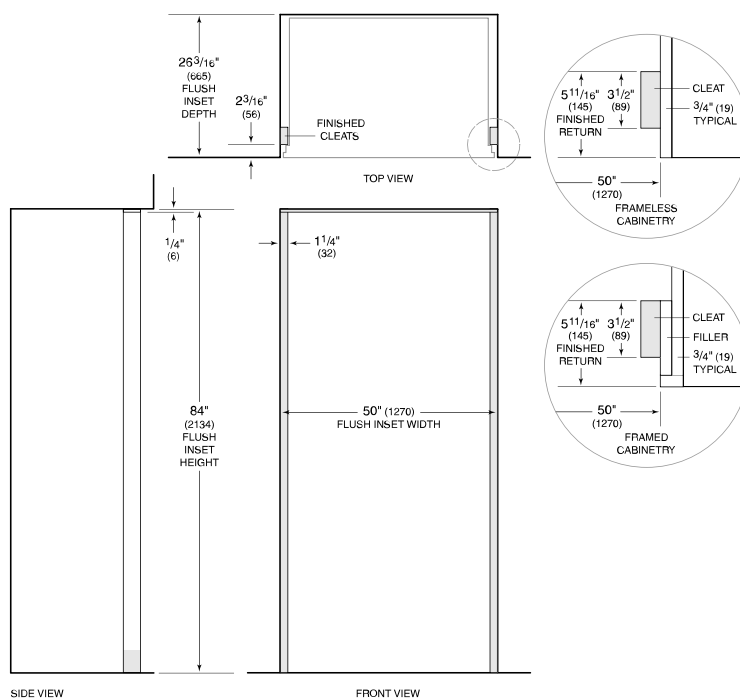 26 3/16"
(665)
FLUSH
INSET
DEPTH
2 3/16"
(56)
FINISHED
CLEATS
TOP VIEW
5 11/16"
(145)
FINISHED
RETURN
3 1/2"
(89)
CLEAT
3/4" (19)
TYPICAL
50"
(1270)
FRAMELESS
CABINETRY
1/4"
(6)
1 1/4"
(32)
84"
(2134)
FLUSH
INSET
HEIGHT
50" (1270)
FLUSH INSET WIDTH
5 11/16"
(145)
FINISHED
RETURN
3 1/2"
(89)
CLEAT
FILLER
3/4" (19)
TYPICAL
50"
(1270)
FRAMED
CABINETRY
SIDE VIEW
FRONT VIEW